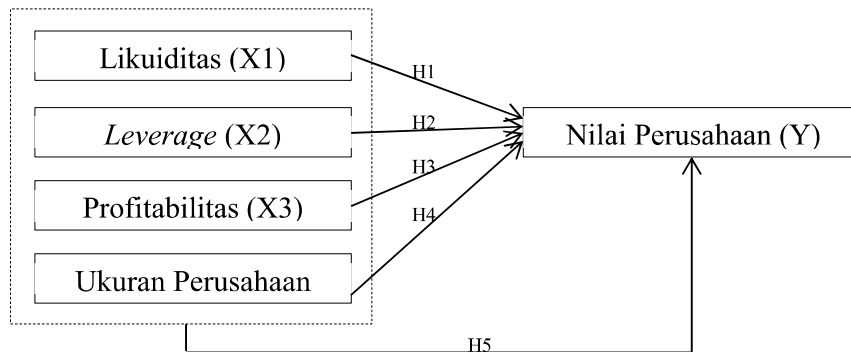 Likuiditas (X1)
H1
Leverage (X2)
H2
Nilai Perusahaan (Y)
H3
Profitabilitas (X3)
H4
Ukuran Perusahaan
H5